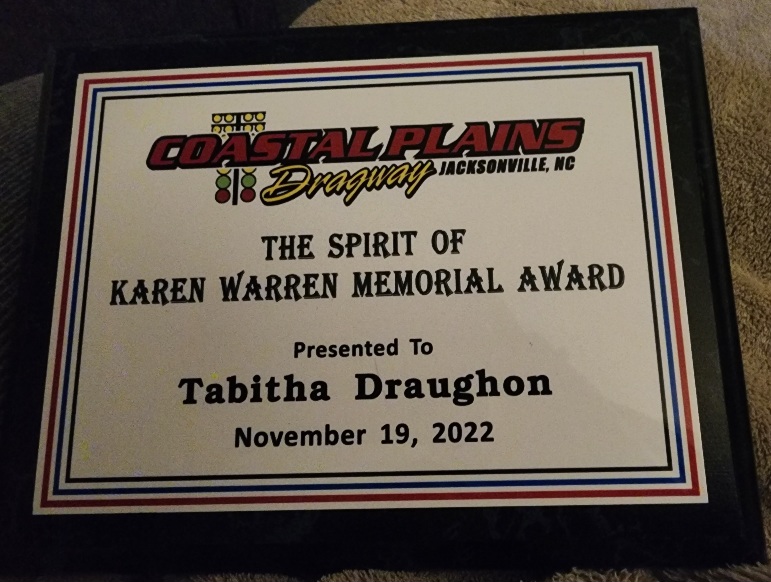 COASTAL PLAINS
Dragway JACKSONVILLE, NC
THE SPIRIT OF
KAREN WARREN MEMORIAL AWARD
Presented To
Tabitha Draughon
November 19, 2022